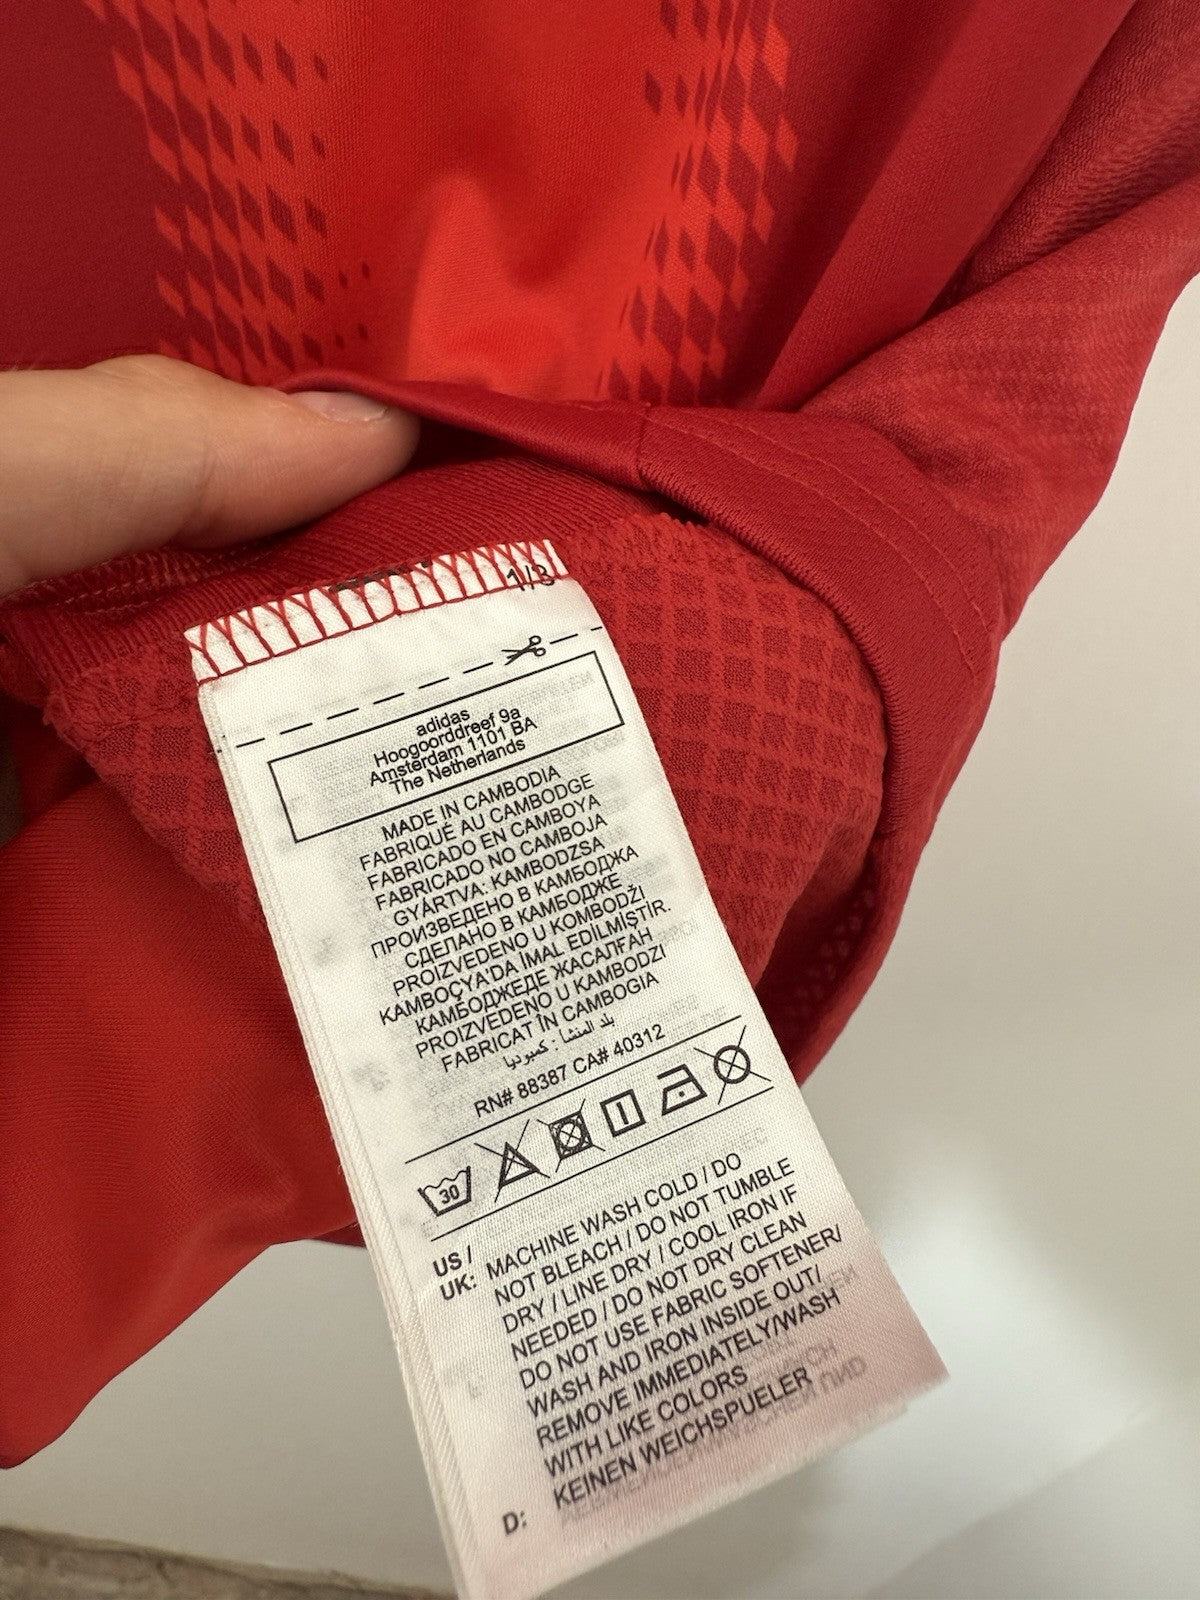 1/3
adidas
Hoogoorddreef 9a
Amsterdam 1101 BA
The Netherlands
MADE IN CAMBODIA
FABRIQUÉ AU CAMBODGE
FABRICADO EN CAMBOYA
FABRICADO NO CAMBOJA
GYÁRTVA: KAMBODZSA
ПРОИЗВЕДЕНО В КАМБОДЖА
СДЕЛАНО В КАМБОДЖЕ
PROIZVEDENO U KOMBODŽI
KAMBOÇYA'DA İMAL EDİLMİŞTİR.
КАМБОДЖЕДЕ ЖАСАЛҒАН
PROIZVEDENO U KAMBODZI
FABRICAT ÎN CAMBOGIA
بلد المنشأ : كمبوديا
RN# 88387 CA# 40312
30
US / UK: MACHINE WASH COLD / DO
NOT BLEACH / DO NOT TUMBLE
DRY / LINE DRY / COOL IRON IF
NEEDED / DO NOT DRY CLEAN
DO NOT USE FABRIC SOFTENER/
WASH AND IRON INSIDE OUT/
REMOVE IMMEDIATELY/WASH
WITH LIKE COLORS
D: KEINEN WEICHSPUELER